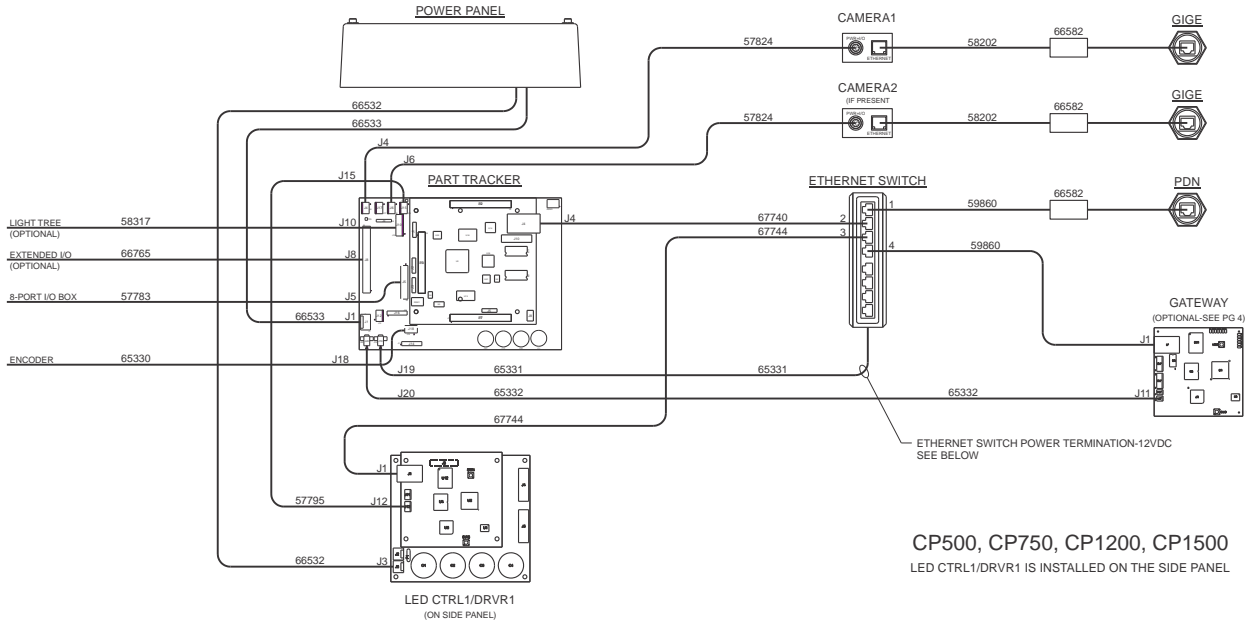 POWER PANEL
CAMERA1
GIGE
PWR+I/O
ETHERNET
57824
58202
66582
CAMERA2
(IF PRESENT
GIGE
PWR+I/O
ETHERNET
57824
58202
66582
66532
66533
J4
J6
J15
PART TRACKER
ETHERNET SWITCH
PDN
66582
59860
1
LIGHT TREE
(OPTIONAL)
58317
J10
J4
67740
2
67744
3
4
59860
EXTENDED I/O
(OPTIONAL)
66765
J8
8-PORT I/O BOX
57783
J5
66533
J1
GATEWAY
(OPTIONAL-SEE PG 4)
J1
ENCODER
65330
J18
J19
65331
65331
J20
65332
65332
J11
67744
ETHERNET SWITCH POWER TERMINATION-12VDC
SEE BELOW
J1
57795
J12
66532
J3
CP500, CP750, CP1200, CP1500
LED CTRL1/DRVR1 IS INSTALLED ON THE SIDE PANEL
LED CTRL1/DRVR1
(ON SIDE PANEL)